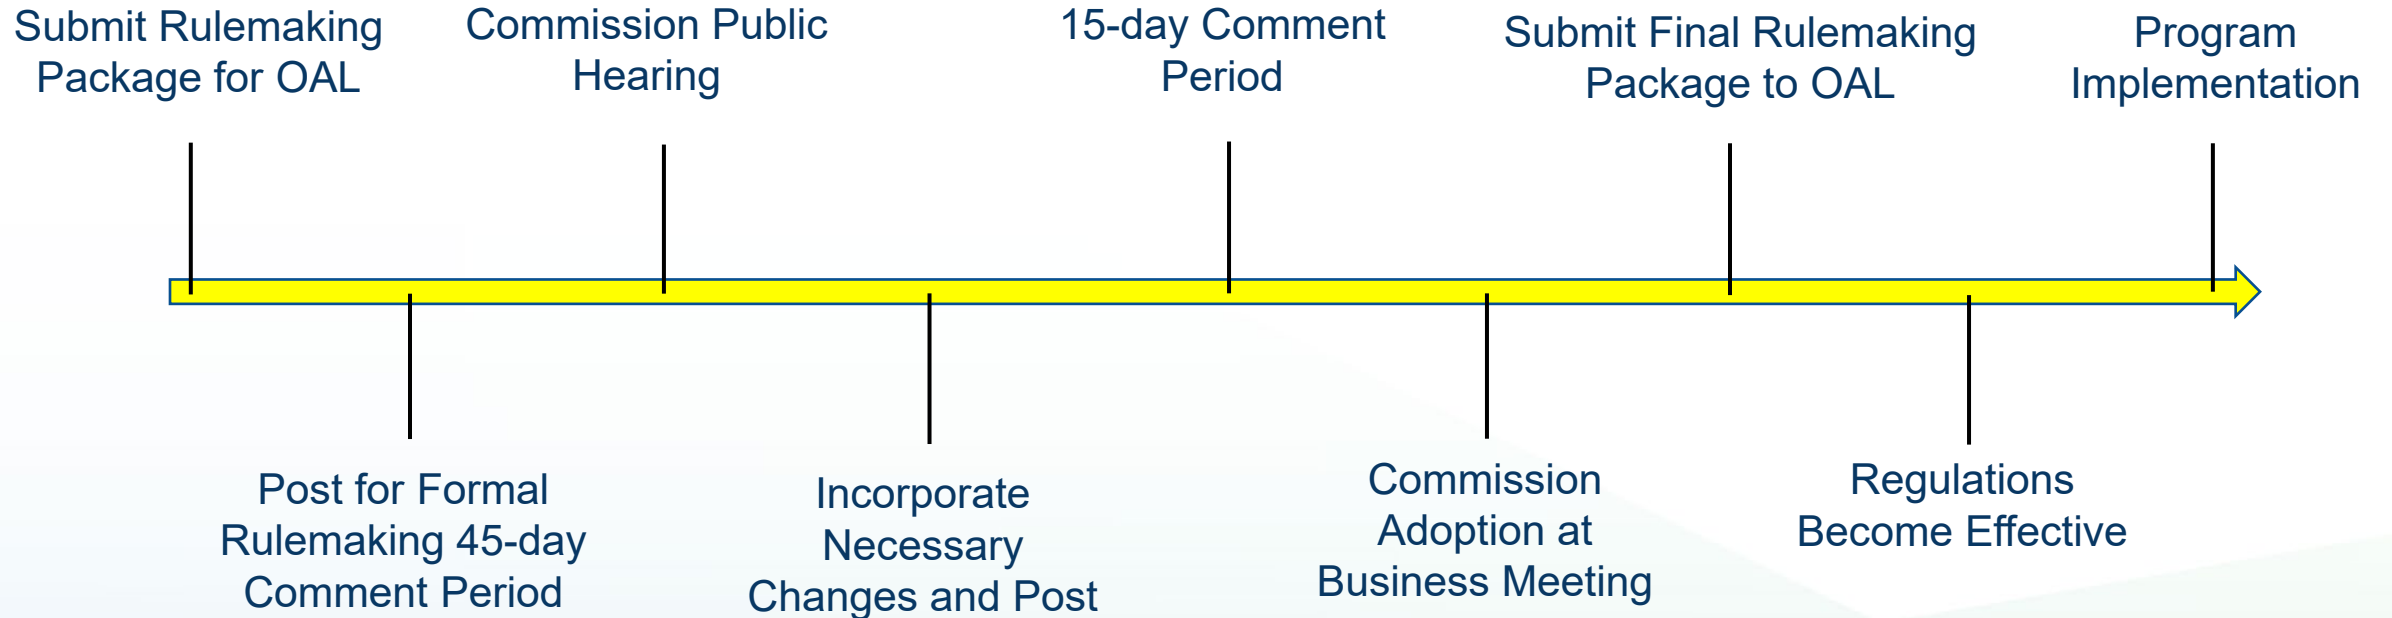 Submit Rulemaking
Package for OAL
Commission Public
Hearing
15-day Comment
Period
Submit Final Rulemaking
Package to OAL
Program
Implementation
Post for Formal
Rulemaking 45-day
Comment Period
Incorporate
Necessary
Changes and Post
Commission
Adoption at
Business Meeting
Regulations
Become Effective